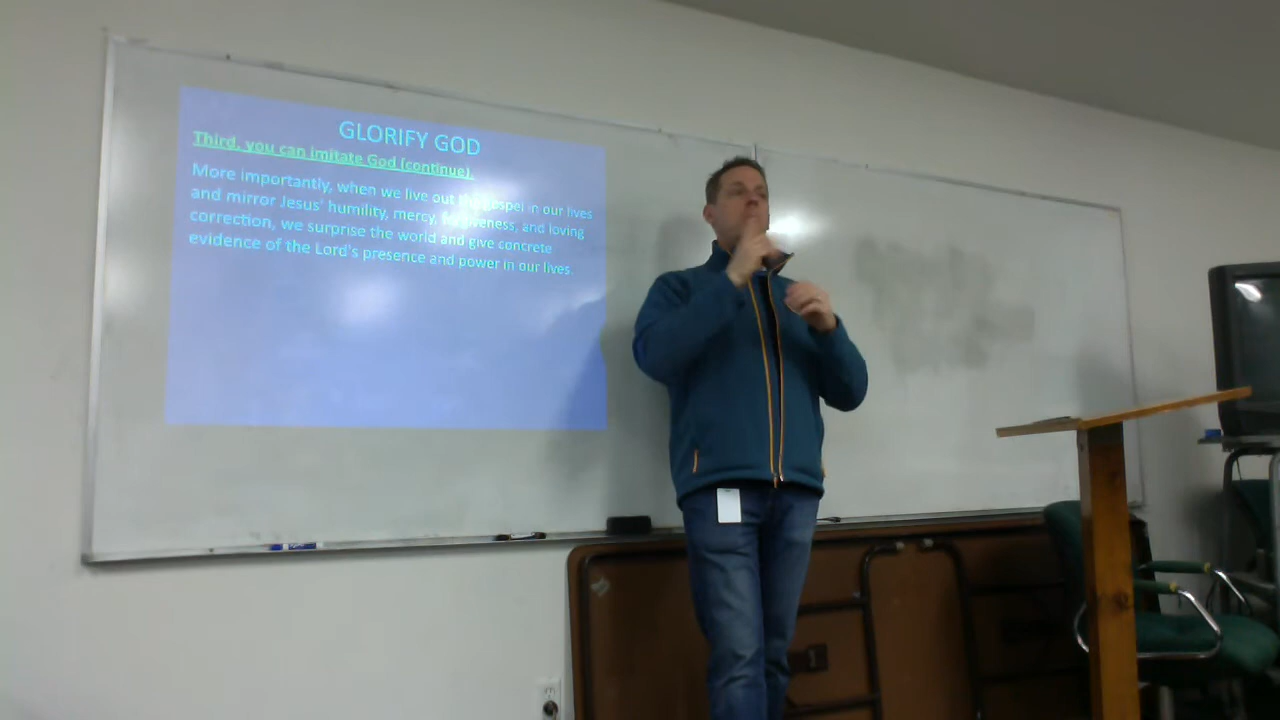 GLORIFY GOD
Third, you can imitate God (continue).
More importantly, when we live out the gospel in our lives
and mirror Jesus' humility, mercy, forgiveness, and loving
correction, we surprise the world and give concrete
evidence of the Lord's presence and power in our lives.